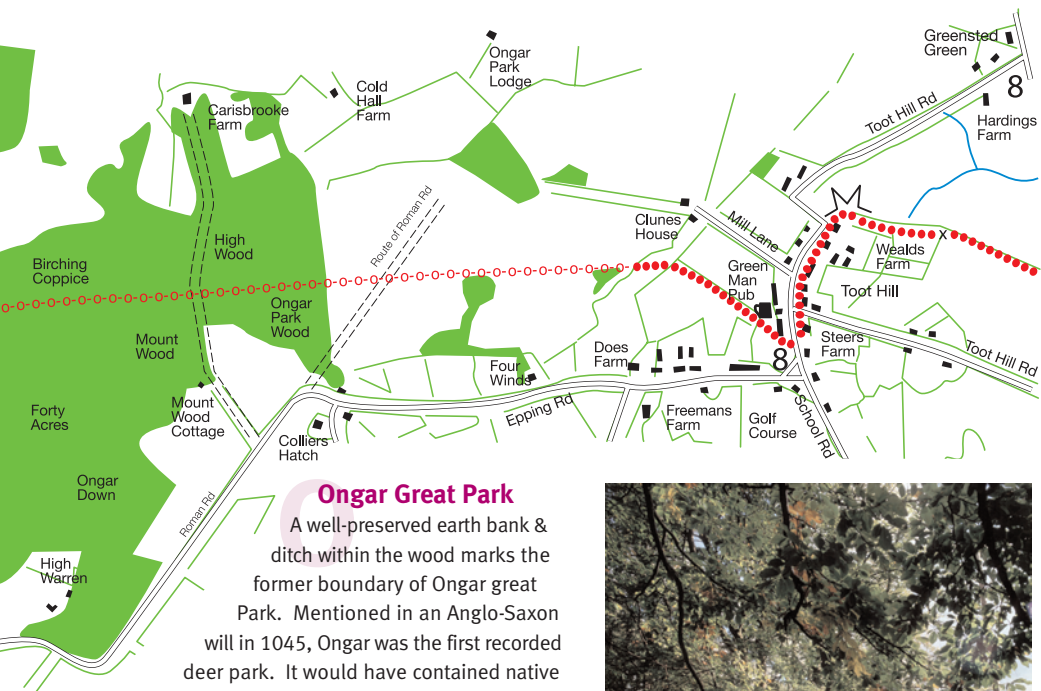 Greensted
Green
8
Hardings
Farm
Toot Hill Rd
Ongar
Park
Lodge
Cold
Hall
Farm
Carisbrooke
Farm
Route of Roman Rd
Clunes
House
Mill Lane
x
Wealds
Farm
High
Wood
Birching
Coppice
Green
Man
Pub
Toot Hill
Ongar
Park
Wood
Mount
Wood
Does
Farm
8
Steers
Farm
Toot Hill Rd
Four
Winds
Epping Rd
Forty
Acres
Mount
Wood
Cottage
Colliers
Hatch
Freemans
Farm
Golf
Course
School Rd
Ongar
Down
Roman Rd
High
Warren
O
Ongar Great Park
A well-preserved earth bank &
ditch within the wood marks the
former boundary of Ongar great
Park. Mentioned in an Anglo-Saxon
will in 1045, Ongar was the first recorded
deer park. It would have contained native